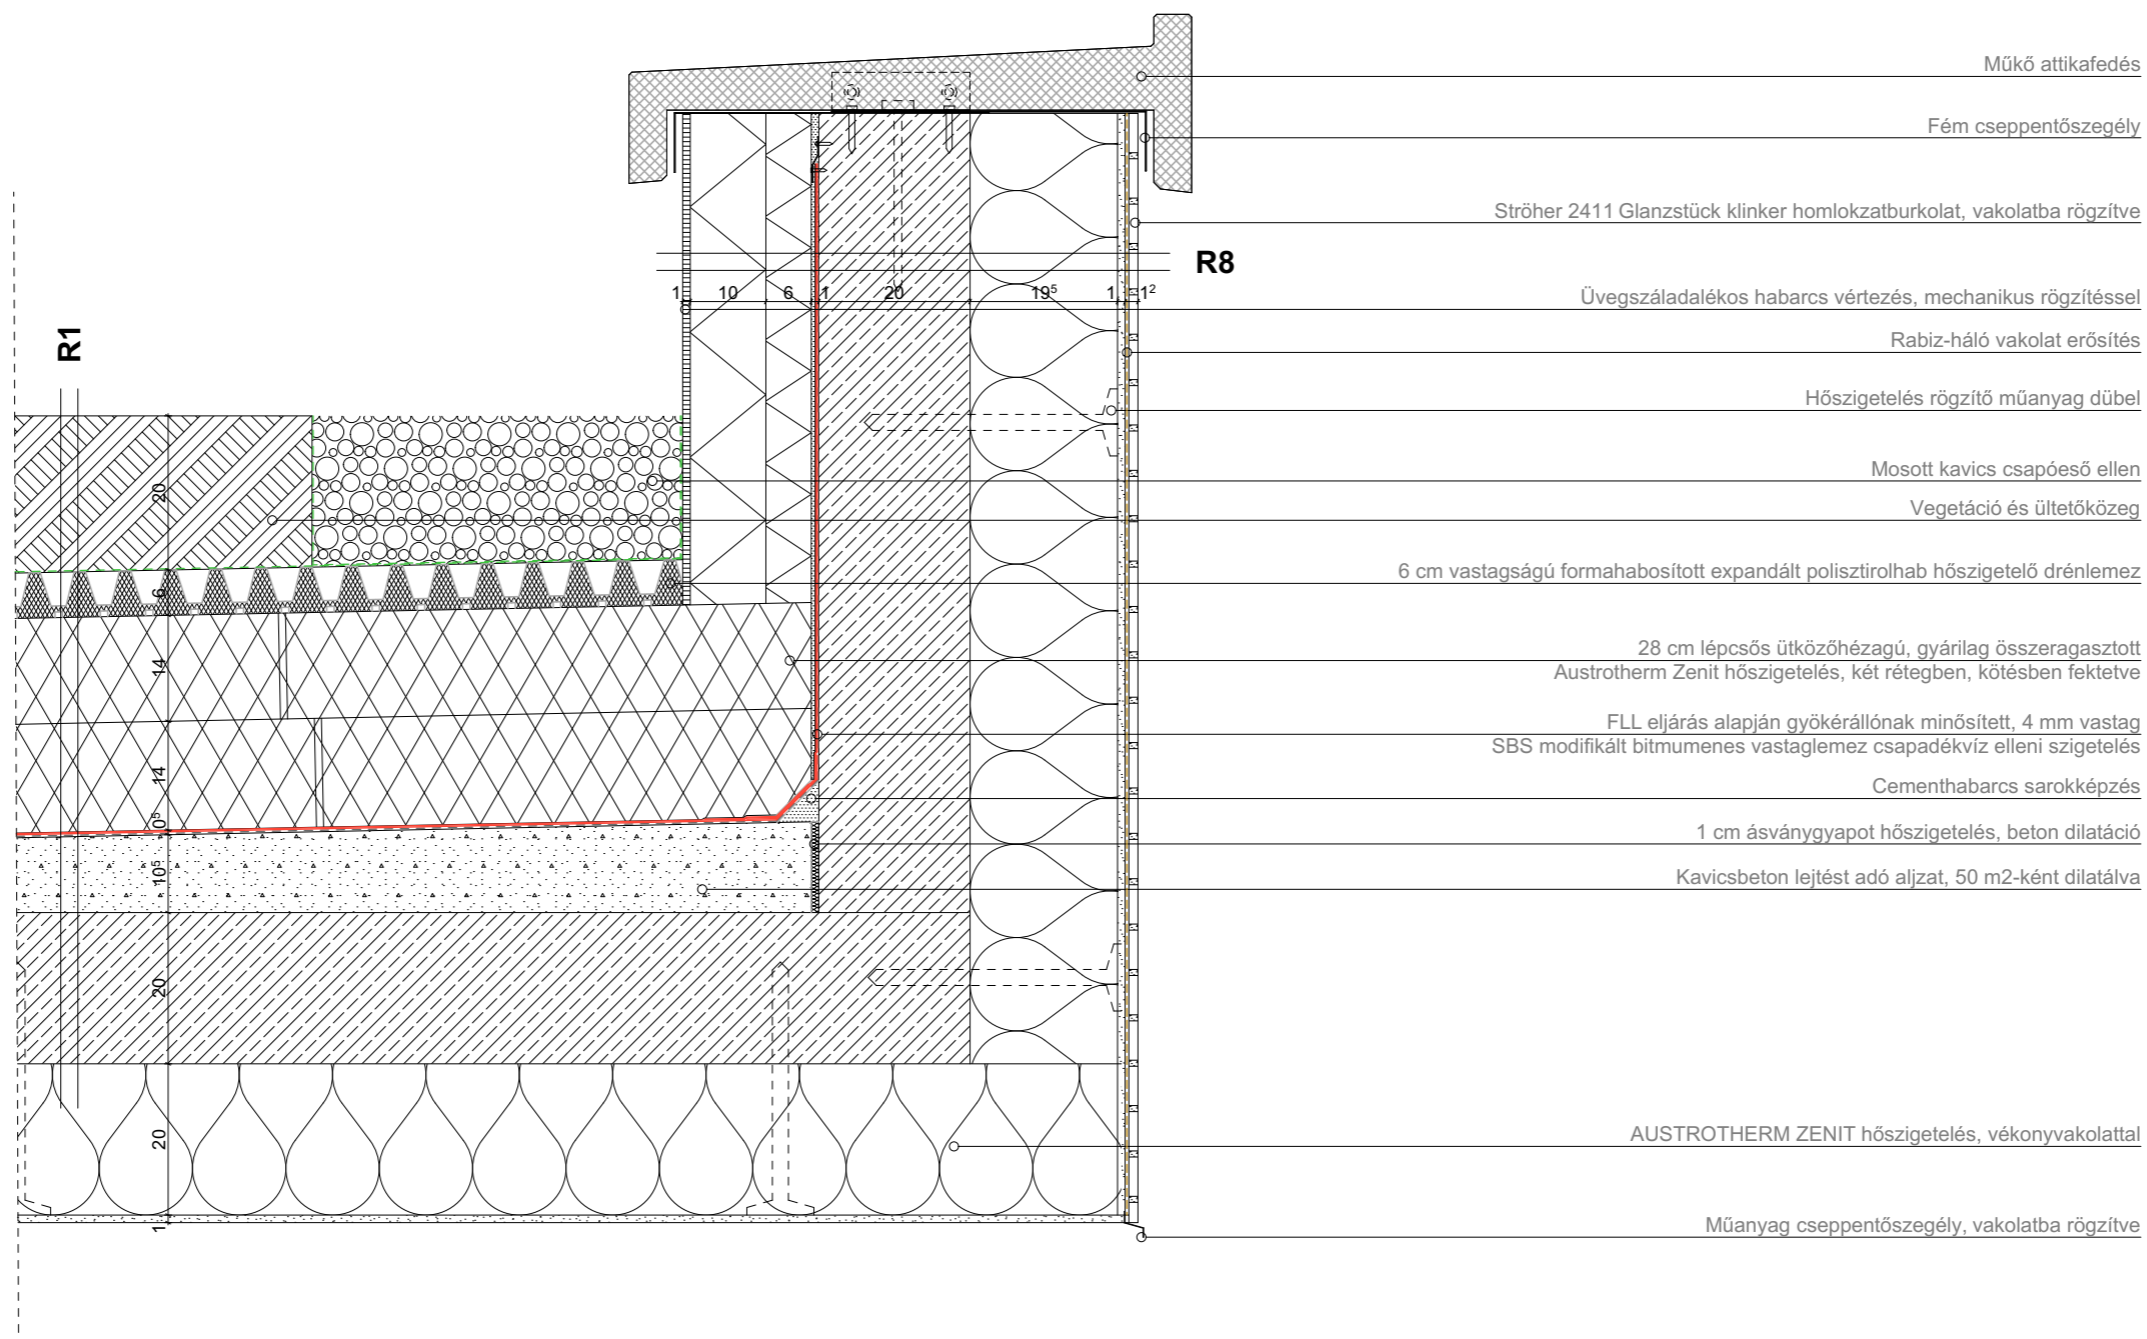 Műkő attikafedés
Fém cseppentőszegély
Ströher 2411 Glanzstück klinker homlokzatburkolat, vakolatba rögzítve
R8
1 10 6 1 20 19⁵ 1 1 1²
Üvegszáladalékos habarcs vértezés, mechanikus rögzítéssel
R1
Rabiz-háló vakolat erősítés
Hőszigetelés rögzítő műanyag dübel
Mosott kavics csapóeső ellen
20
Vegetáció és ültetőközeg
6 cm vastagságú formahabosított expandált polisztirolhab hőszigetelő drénlemez
6
28 cm lépcsős ütközőhézagú, gyárilag összeragasztott
14
Austrotherm Zenit hőszigetelés, két rétegben, kötésben fektetve
FLL eljárás alapján gyökérállónak minősített, 4 mm vastag
SBS modifikált bitmumenes vastaglemez csapadékvíz elleni szigetelés
14
Cementhabarcs sarokképzés
0⁵
1 cm ásványgyapot hőszigetelés, beton dilatáció
10⁵
Kavicsbeton lejtést adó aljzat, 50 m2-ként dilatálva
20
AUSTROTHERM ZENIT hőszigetelés, vékonyvakolattal
20
1
Műanyag cseppentőszegély, vakolatba rögzítve